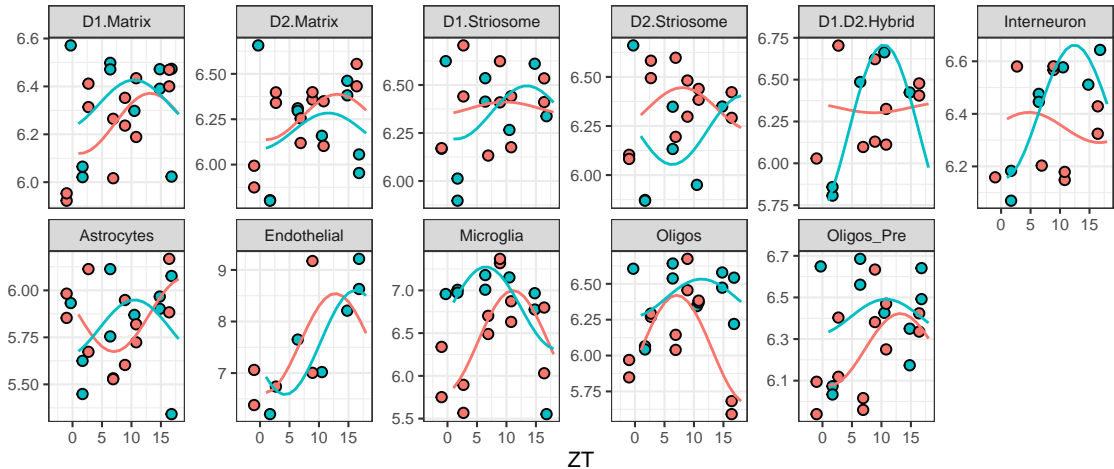 D1.Matrix D2.Matrix D1.Striosome D2.Striosome D1.D2.Hybrid Interneuron
6.6 6.4 6.2 6.0
6.50 6.25 6.00
6.75 6.50 6.25 6.00
6.50 6.25 6.00
6.75 6.50 6.25 6.00 5.75
6.6 6.4 6.2
0 5 10 15
Astrocytes Endothelial Microglia Oligos Oligos_Pre
6.00 5.75 5.50
9 8 7
7.0 6.5 6.0 5.5
6.50 6.25 6.00 5.75
6.7 6.5 6.3 6.1
0 5 10 15 0 5 10 15 0 5 10 15 0 5 10 15 0 5 10 15
ZT